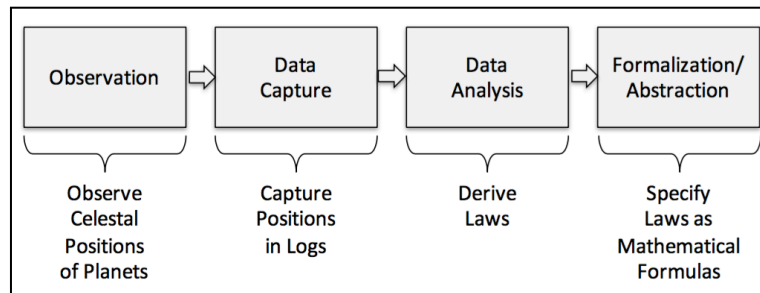 Observation
Data
Capture
Data
Analysis
Formalization/
Abstraction
Observe
Celestal
Positions
of Planets
Capture
Positions
in Logs
Derive
Laws
Specify
Laws as
Mathematical
Formulas